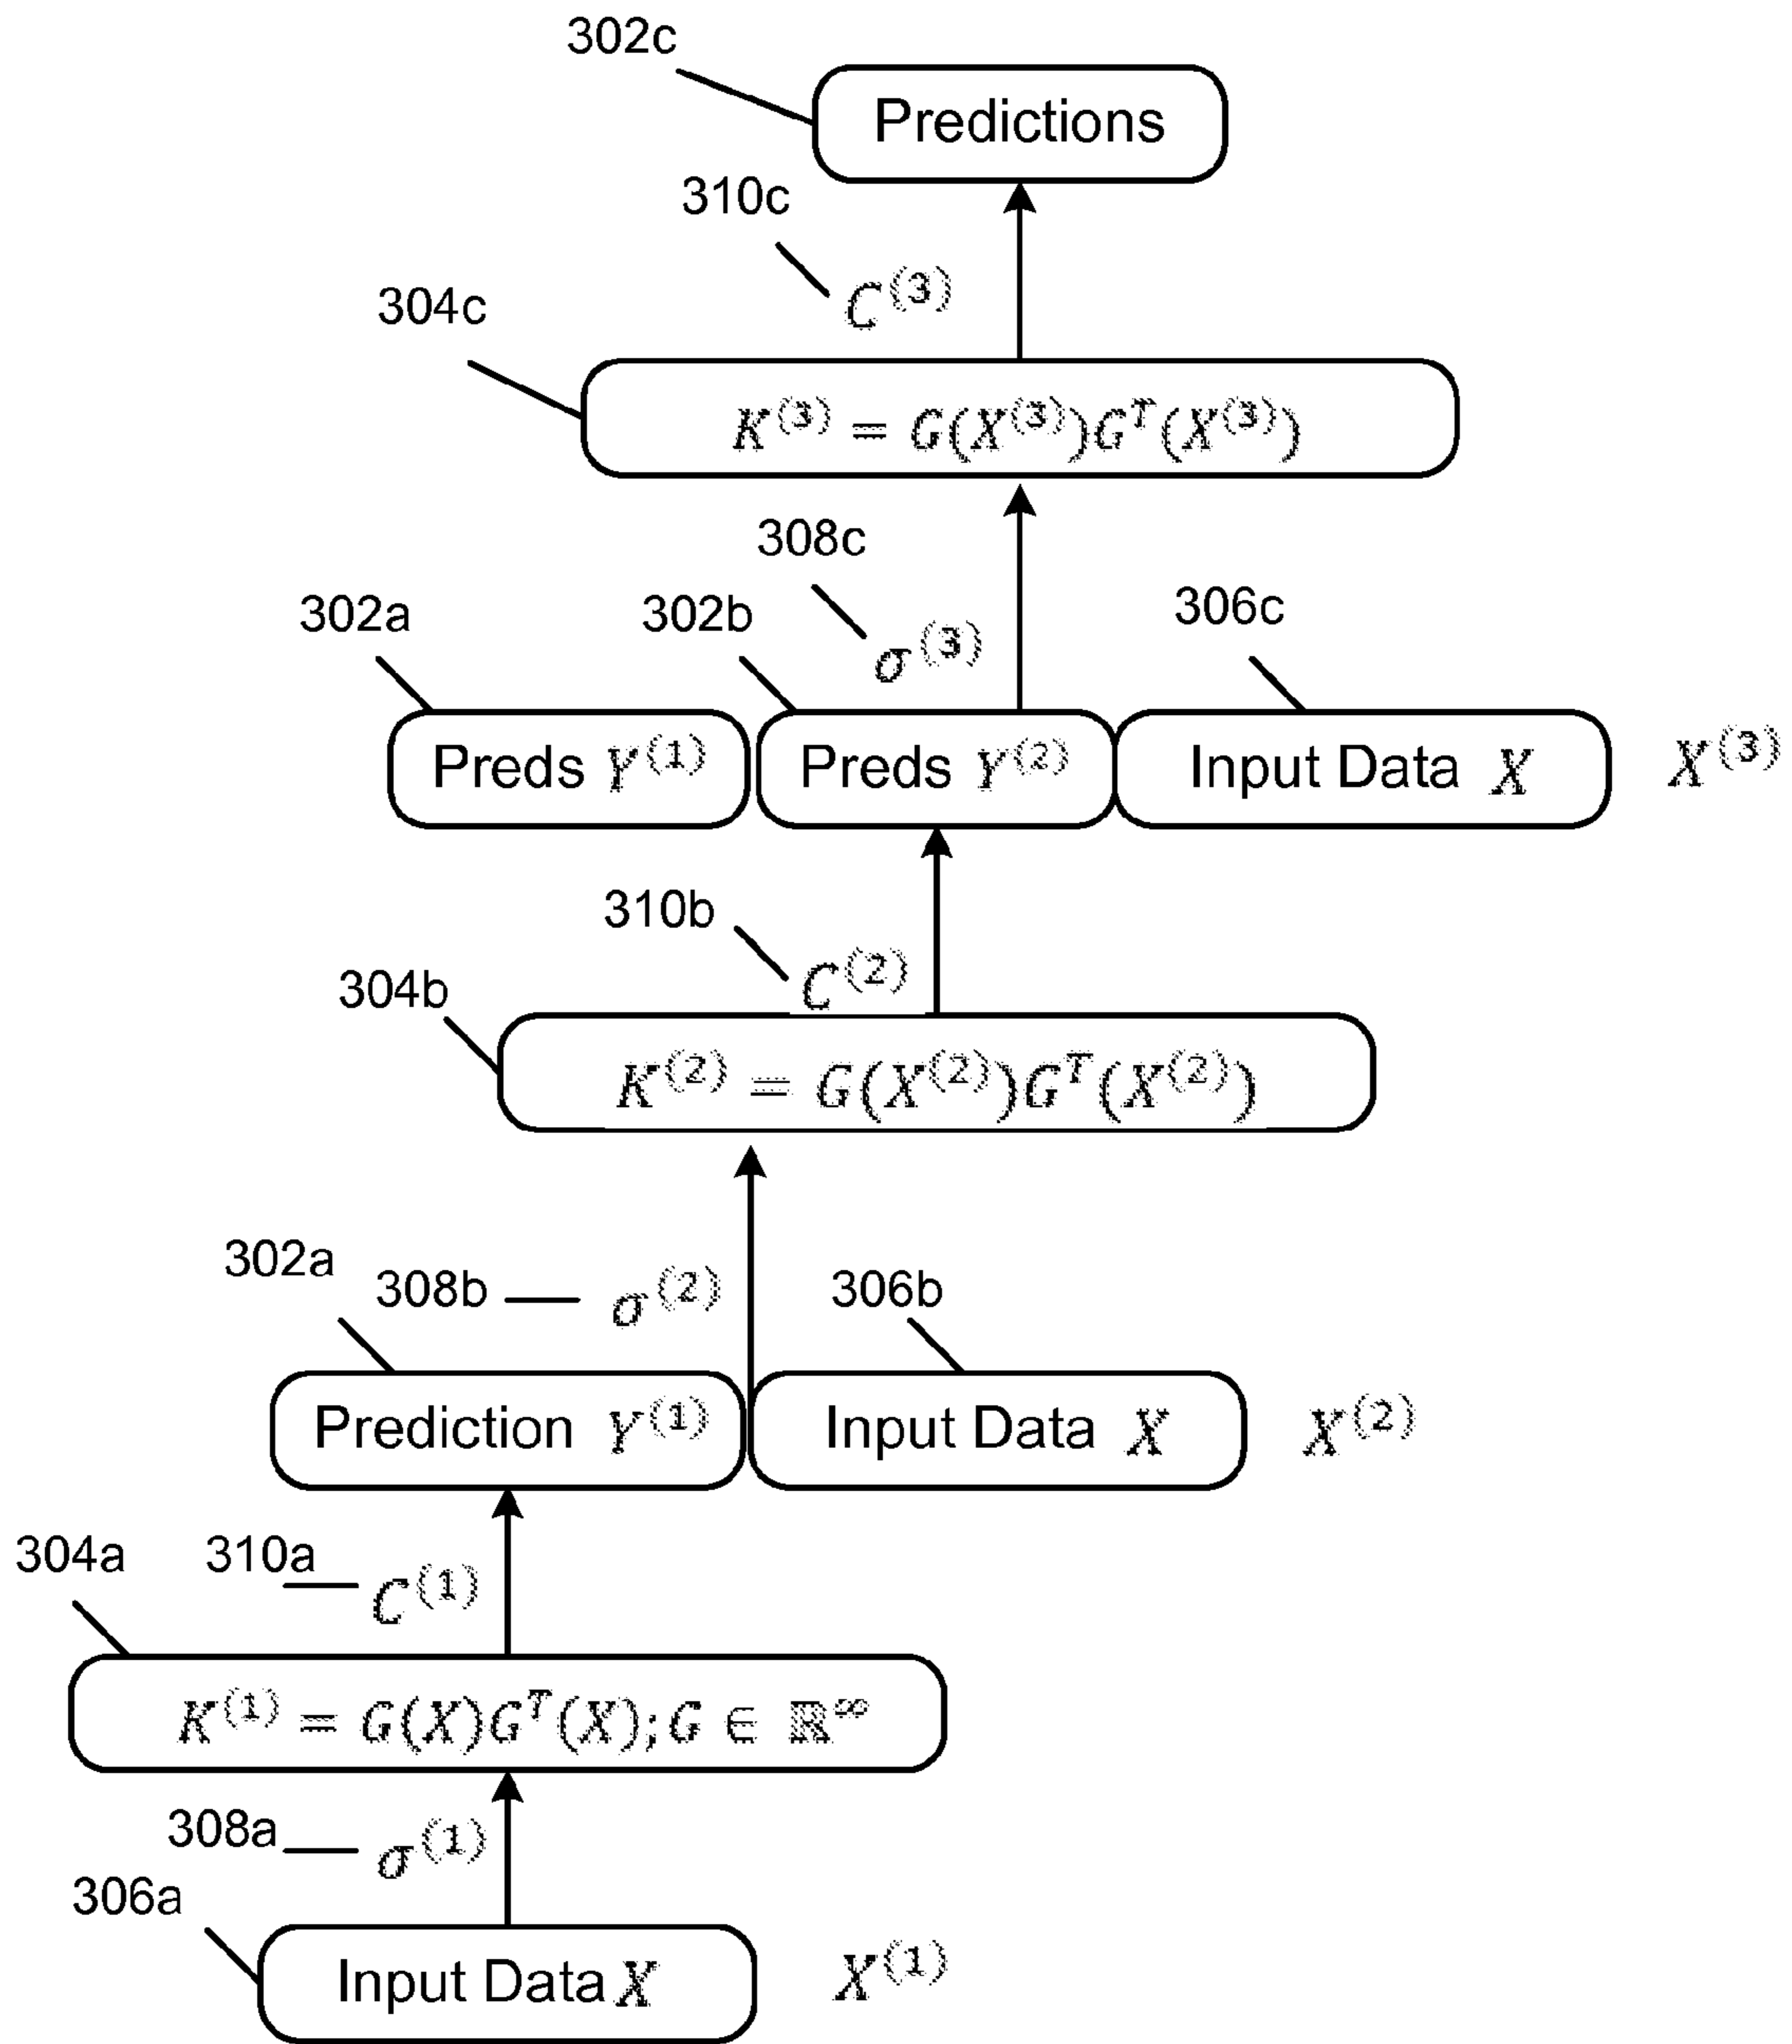 302c
Predictions
310c
C^(3)
304c
K^(3) = G(X^(3))G^T(X^(3))
308c
302a 302b 306c
σ^(3)
Preds Y^(1) Preds Y^(2) Input Data X X^(3)
310b
C^(2)
304b
K^(2) = G(X^(2))G^T(X^(2))
302a
308b σ^(2) 306b
Prediction Y^(1) Input Data X X^(2)
304a 310a
C^(1)
K^(1) = G(X)G^T(X); G ∈ ℝ^∞
308a σ^(1)
306a
Input Data X X^(1)